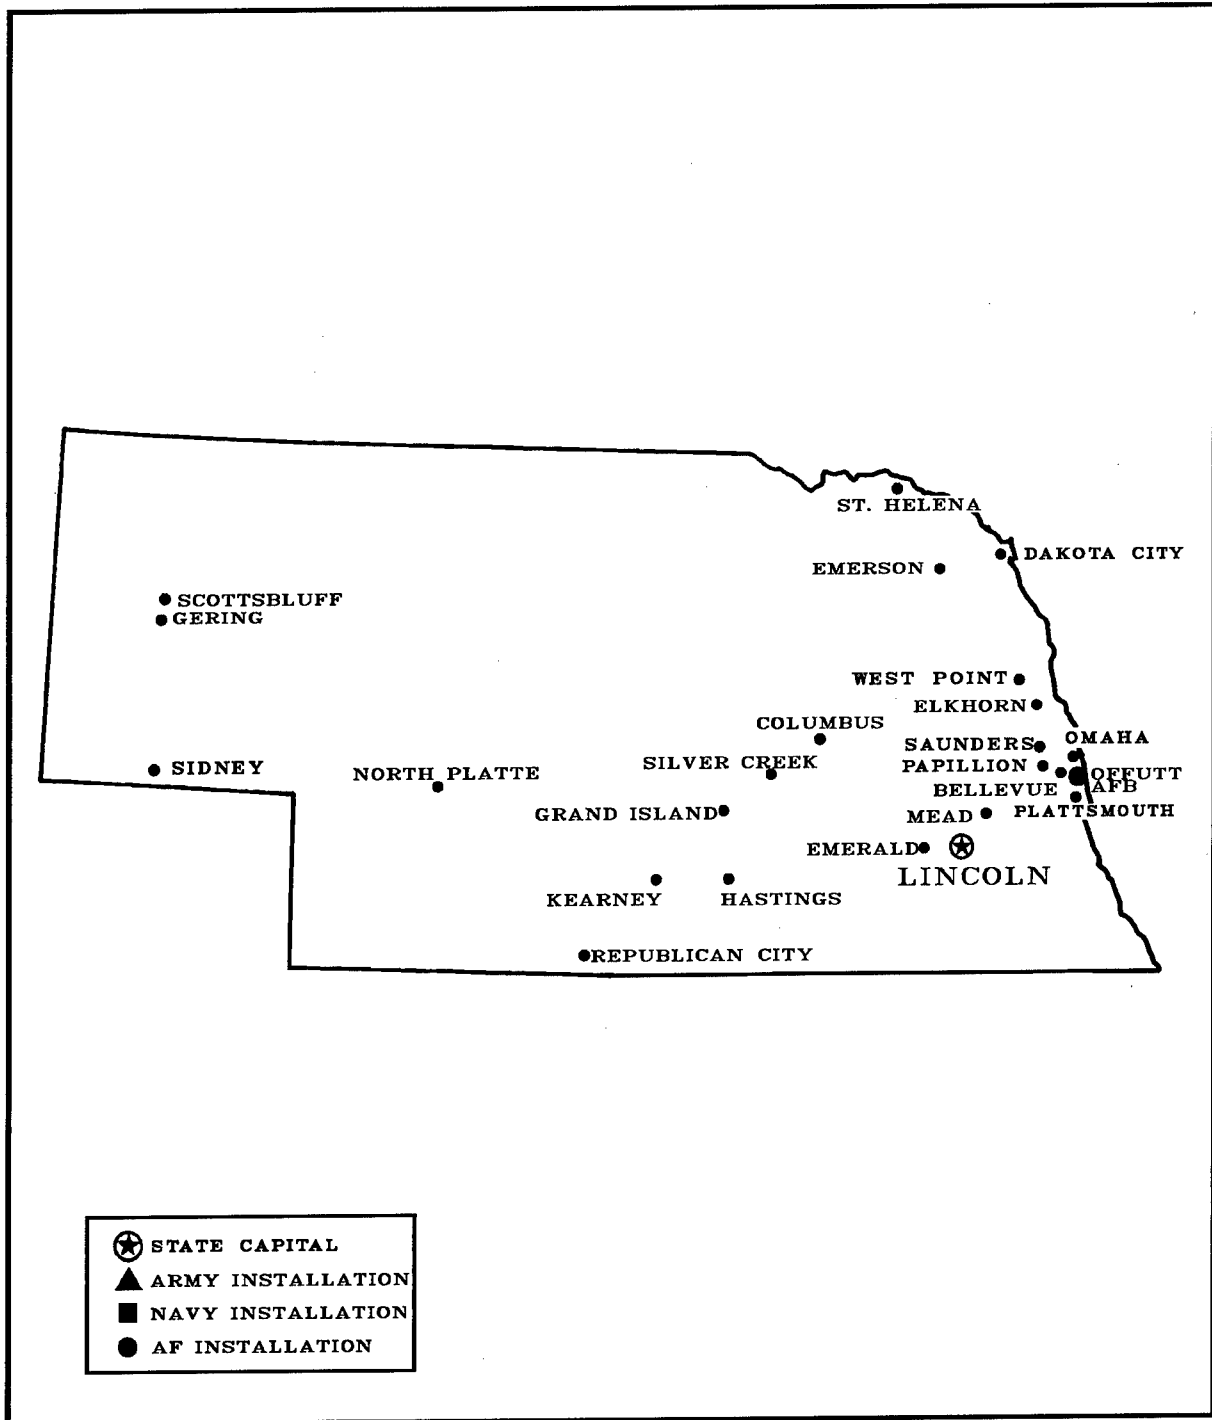 ST. HELENA
DAKOTA CITY
EMERSON
SCOTTSBLUFF
GERING
WEST POINT
ELKHORN
COLUMBUS
SAUNDERS
OMAHA
SILVER CREEK
PAPILLION
SIDNEY
NORTH PLATTE
OFFUTT
AFB
BELLEVUE
GRAND ISLAND
MEAD
PLATTSMOUTH
EMERALD
LINCOLN
KEARNEY
HASTINGS
REPUBLICAN CITY
STATE CAPITAL
ARMY INSTALLATION
NAVY INSTALLATION
AF INSTALLATION